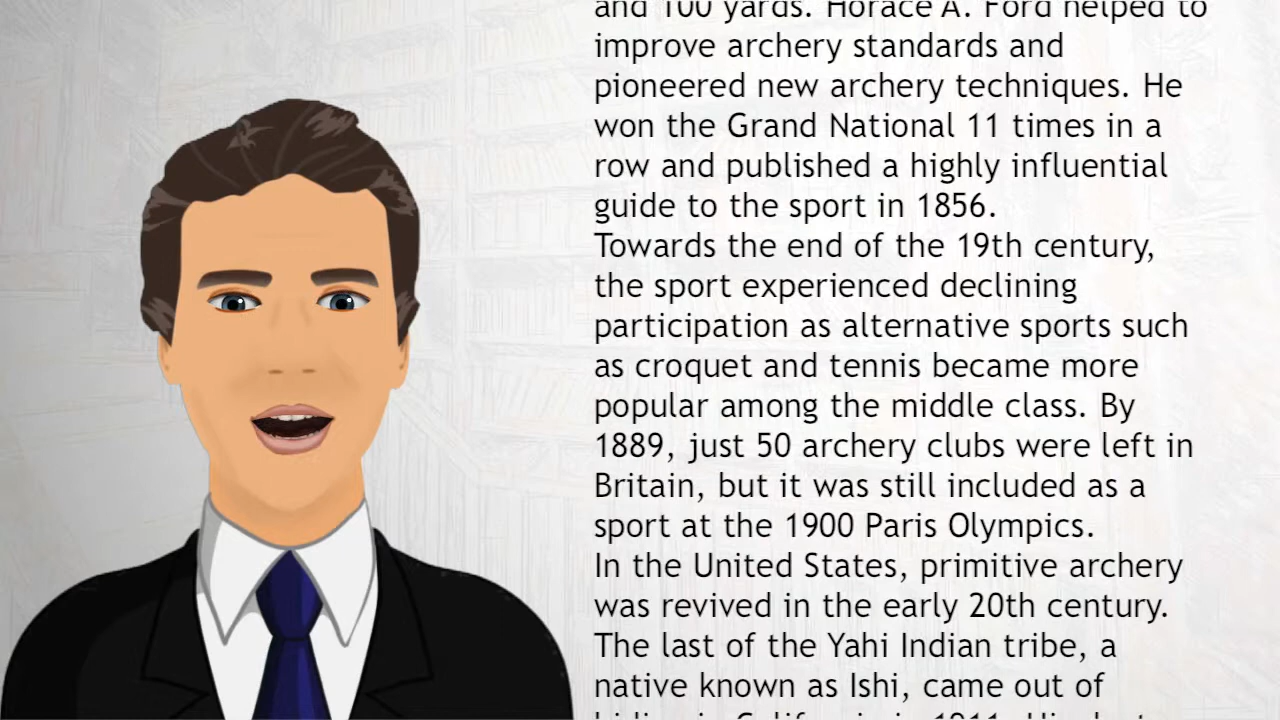 and 100 yards. Horace A. Ford helped to
improve archery standards and
pioneered new archery techniques. He
won the Grand National 11 times in a
row and published a highly influential
guide to the sport in 1856.
Towards the end of the 19th century,
the sport experienced declining
participation as alternative sports such
as croquet and tennis became more
popular among the middle class. By
1889, just 50 archery clubs were left in
Britain, but it was still included as a
sport at the 1900 Paris Olympics.
In the United States, primitive archery
was revived in the early 20th century.
The last of the Yahi Indian tribe, a
native known as Ishi, came out of